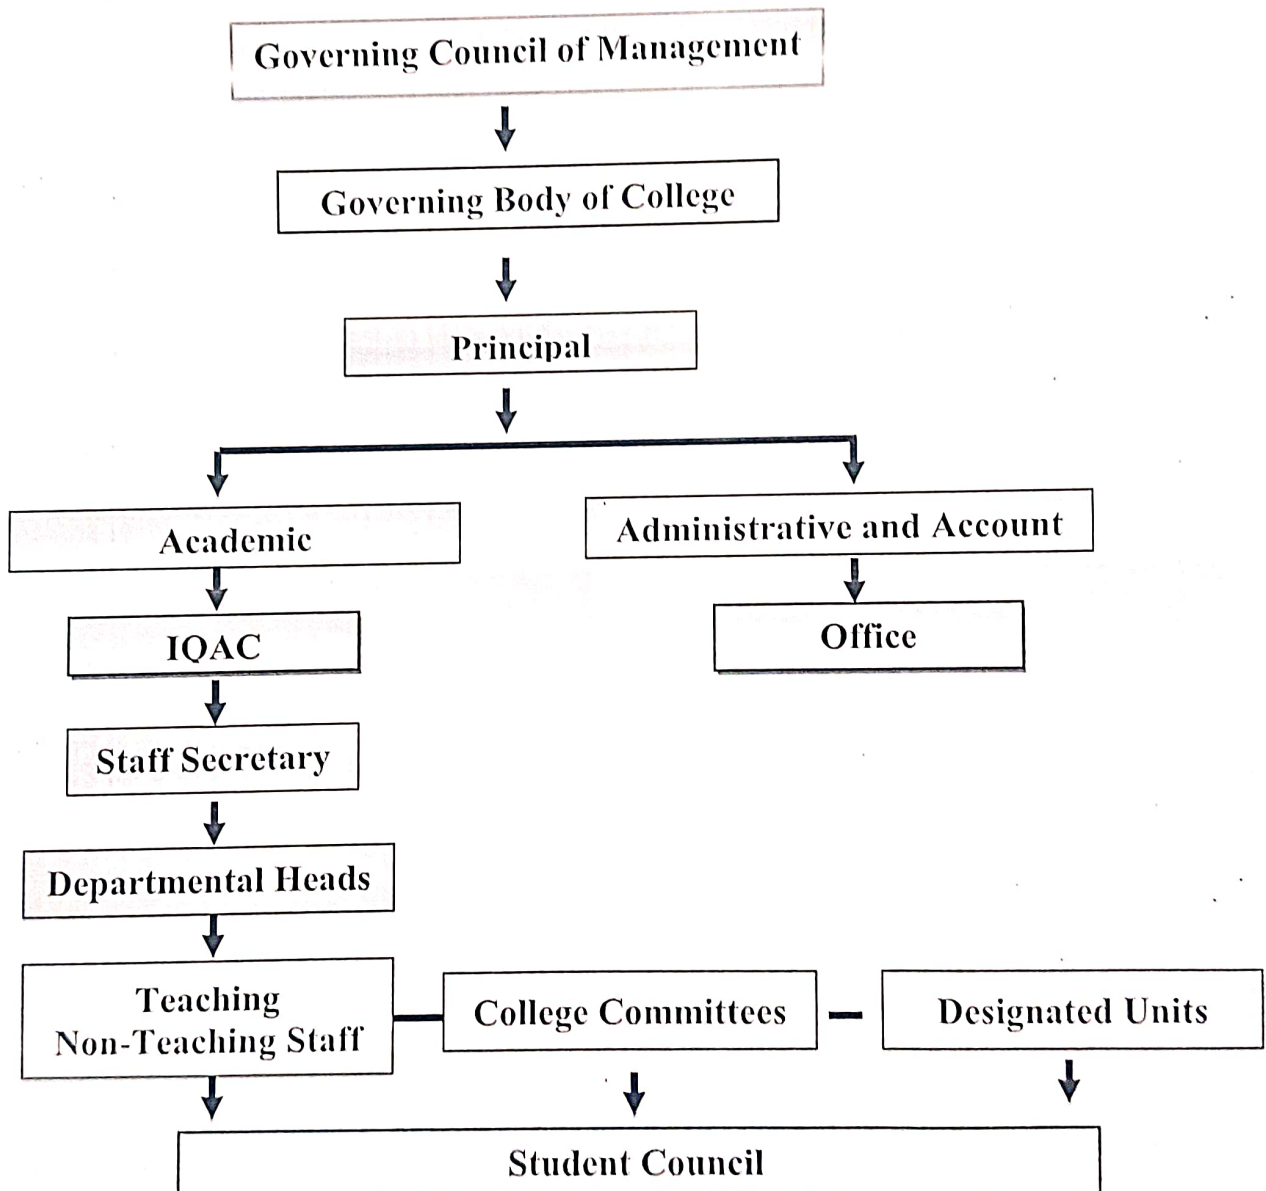 Governing Council of Management
Governing Body of College
Principal
Academic
Administrative and Account
IQAC
Office
Staff Secretary
Departmental Heads
Teaching
Non-Teaching Staff
College Committees
Designated Units
Student Council